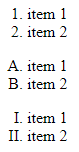 1. item 1
2. item 2
A. item 1
B. item 2
I. item 1
II. item 2